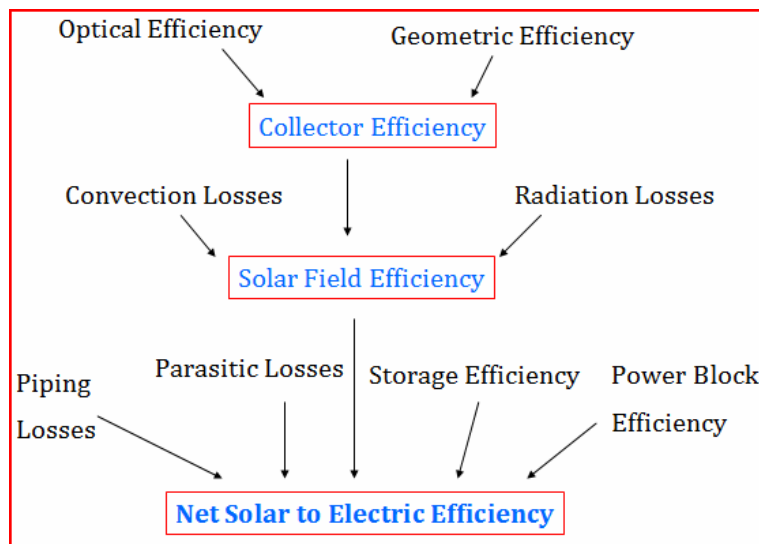 Optical Efficiency
Geometric Efficiency
Collector Efficiency
Convection Losses
Radiation Losses
Solar Field Efficiency
Piping
Losses
Parasitic Losses
Storage Efficiency
Power Block
Efficiency
Net Solar to Electric Efficiency